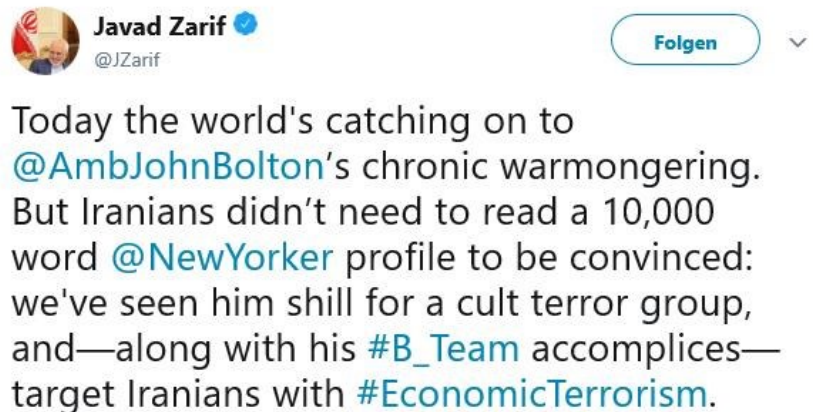 Javad Zarif
@JZarif
Folgen
Today the world's catching on to
@AmbJohnBolton’s chronic warmongering.
But Iranians didn’t need to read a 10,000
word @NewYorker profile to be convinced:
we've seen him shill for a cult terror group,
and—along with his #B_Team accomplices—
target Iranians with #EconomicTerrorism.